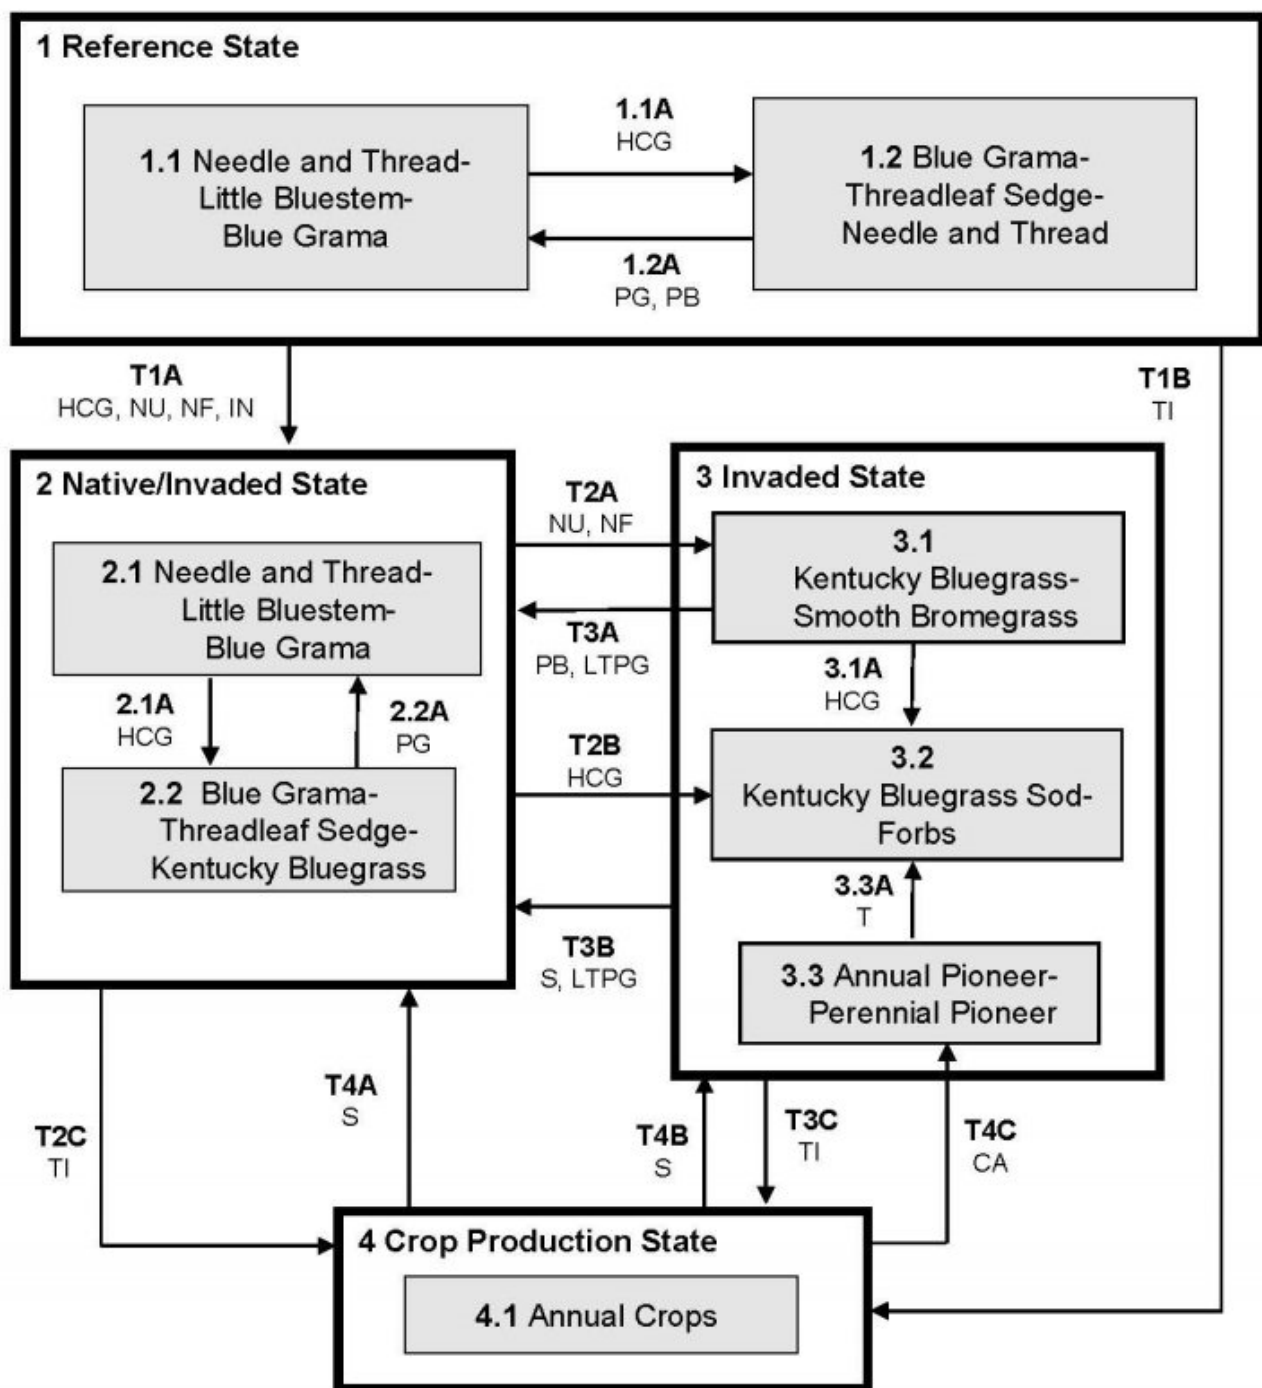 1 Reference State
1.1 Needle and Thread-
Little Bluestem-
Blue Grama
1.1A
HCG
1.2A
PG, PB
1.2 Blue Grama-
Threadleaf Sedge-
Needle and Thread
T1A
HCG, NU, NF, IN
T1B
TI
2 Native/Invaded State
2.1 Needle and Thread-
Little Bluestem-
Blue Grama
2.1A
HCG
2.2A
PG
2.2 Blue Grama-
Threadleaf Sedge-
Kentucky Bluegrass
T2A
NU, NF
T3A
PB, LTPG
T2B
HCG
T3B
S, LTPG
3 Invaded State
3.1
Kentucky Bluegrass-
Smooth Bromegrass
3.1A
HCG
3.2
Kentucky Bluegrass Sod-
Forbs
3.3A
T
3.3 Annual Pioneer-
Perennial Pioneer
T2C
TI
T4A
S
T4B
S
T3C
TI
T4C
CA
4 Crop Production State
4.1 Annual Crops